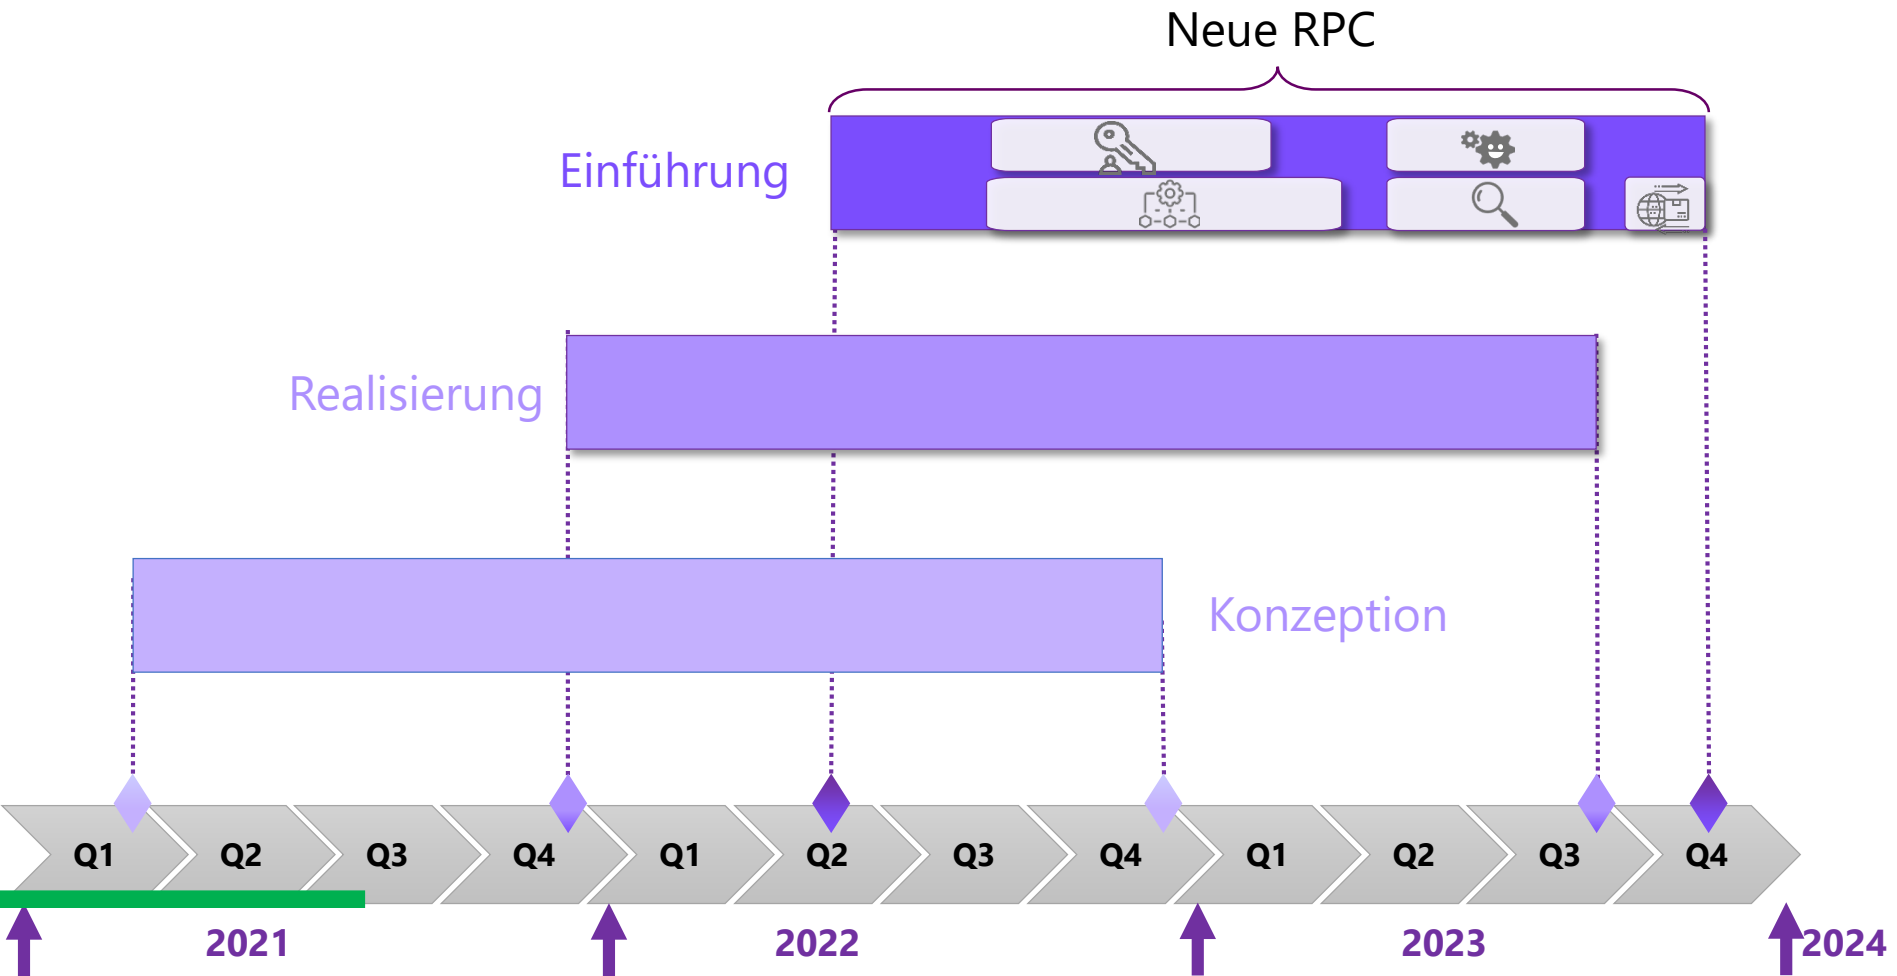 Neue RPC
Einführung
Realisierung
Konzeption
Q1 Q2 Q3 Q4 Q1 Q2 Q3 Q4 Q1 Q2 Q3 Q4
2021 2022 2023 2024